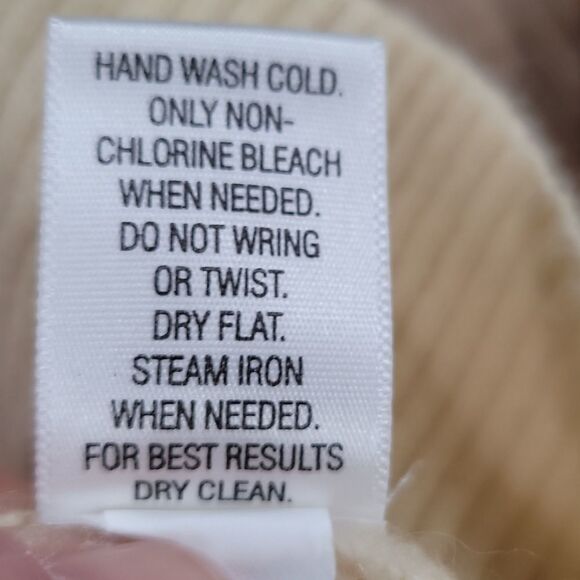 HAND WASH COLD.
ONLY NON-
CHLORINE BLEACH
WHEN NEEDED.
DO NOT WRING
OR TWIST.
DRY FLAT.
STEAM IRON
WHEN NEEDED.
FOR BEST RESULTS
DRY CLEAN.